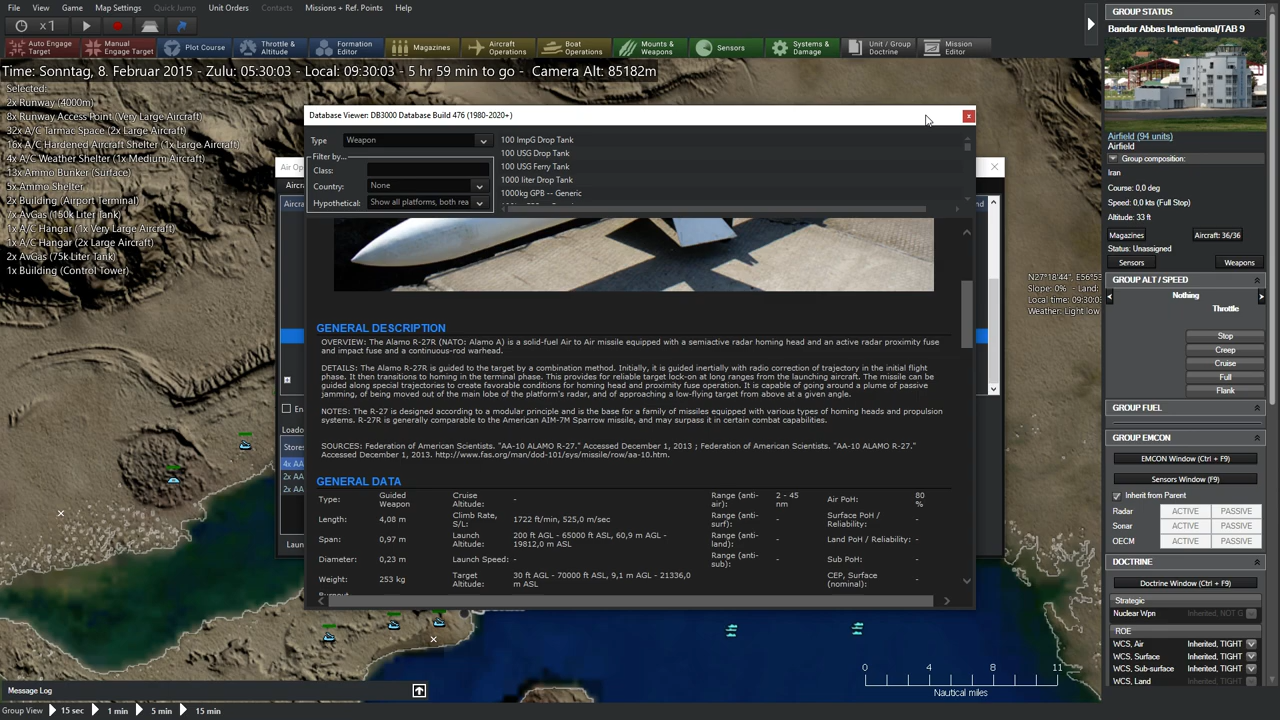 File View Game Map Settings Quick Jump Unit Orders Contacts Missions + Ref. Points Help
x1
Auto Engage Target
Manual Engage Target
Plot Course
Throttle & Altitude
Formation Editor
Magazines
Aircraft Operations
Boat Operations
Mounts & Weapons
Sensors
Systems & Damage
Unit / Group Doctrine
Mission Editor
Time: Sonntag, 8. Februar 2015 - Zulu: 05:30:03 - Local: 09:30:03 - 5 hr 59 min to go - Camera Alt: 85182m
Selected:
2x Runway (4000m)
8x Runway Access Point (Very Large Aircraft)
32x A/C Tarmac Space (2x Large Aircraft)
16x A/C Hardened Aircraft Shelter (1x Large Aircraft)
4x A/C Weather Shelter (1x Medium Aircraft)
13x Ammo Bunker (Surface)
5x Ammo Shelter
2x Building (Airport Terminal)
7x AvGas (150k Liter Tank)
1x A/C Hangar (1x Very Large Aircraft)
1x A/C Hangar (2x Large Aircraft)
2x AvGas (75k Liter Tank)
1x Building (Control Tower)
Air Op
Aircra
Aircra
nd
En
Loado
Stores
4x AA
2x AA
2x AA
Laun
Database Viewer: DB3000 Database Build 476 (1980-2020+)
x
Type Weapon
Filter by...
Class:
Country: None
Hypothetical: Show all platforms, both rea
100 ImpG Drop Tank
100 USG Drop Tank
100 USG Ferry Tank
1000 liter Drop Tank
1000kg GPB -- Generic
GENERAL DESCRIPTION
OVERVIEW: The Alamo R-27R (NATO: Alamo A) is a solid-fuel Air to Air missile equipped with a semiactive radar homing head and an active radar proximity fuse
and impact fuse and a continuous-rod warhead.
DETAILS: The Alamo R-27R is guided to the target by a combination method. Initially, it is guided inertially with radio correction of trajectory in the initial flight
phase. It then transitions to homing in the terminal phase. This provides for reliable target lock-on at long ranges from the launching aircraft. The missile can be
guided along special trajectories to create favorable conditions for homing head and proximity fuse operation. It is capable of going around a plume of passive
jamming, of being moved out of the main lobe of the platform's radar, and of approaching a low-flying target from above at a given angle.
NOTES: The R-27 is designed according to a modular principle and is the base for a family of missiles equipped with various types of homing heads and propulsion
systems. R-27R is generally comparable to the American AIM-7M Sparrow missile, and may surpass it in certain combat capabilities.
SOURCES: Federation of American Scientists. "AA-10 ALAMO R-27." Accessed December 1, 2013 ; Federation of American Scientists. "AA-10 ALAMO R-27."
Accessed December 1, 2013. http://www.fas.org/man/dod-101/sys/missile/row/aa-10.htm.
GENERAL DATA
Type: Guided Weapon Cruise Altitude: - Range (anti-air): 2 - 45 nm Air PoH: 80 %
Length: 4,08 m Climb Rate, S/L: 1722 ft/min, 525,0 m/sec Range (anti-surf): - Surface PoH / Reliability: -
Span: 0,97 m Launch Altitude: 200 ft AGL - 65000 ft ASL, 60,9 m AGL - 19812,0 m ASL Range (anti-land): - Land PoH / Reliability: -
Diameter: 0,23 m Launch Speed: - Range (anti-sub): - Sub PoH: -
Weight: 253 kg Target Altitude: 30 ft AGL - 70000 ft ASL, 9,1 m AGL - 21336,0 m ASL CEP, Surface (nominal): -
N27°18'44", E56°53
Slope: 0% - Land:
Local time: 09:30:03
Weather: Light low
0 4 8 11
Nautical miles
Message Log
Group View 15 sec 1 min 5 min 15 min
GROUP STATUS
Bandar Abbas International/TAB 9
Airfield (94 units)
Airfield
Group composition:
Iran
Course: 0,0 deg
Speed: 0,0 kts (Full Stop)
Altitude: 33 ft
Magazines Aircraft: 36/36
Status: Unassigned
Sensors Weapons
GROUP ALT / SPEED
Nothing
Throttle
Stop
Creep
Cruise
Full
Flank
GROUP FUEL
GROUP EMCON
EMCON Window (Ctrl + F9)
Sensors Window (F9)
Inherit from Parent
Radar ACTIVE PASSIVE
Sonar ACTIVE PASSIVE
OECM ACTIVE PASSIVE
DOCTRINE
Doctrine Window (Ctrl + F9)
Strategic
Nuclear Wpn Inherited, NOT G
ROE
WCS, Air Inherited, TIGHT
WCS, Surface Inherited, TIGHT
WCS, Sub-surface Inherited, TIGHT
WCS, Land Inherited, TIGHT